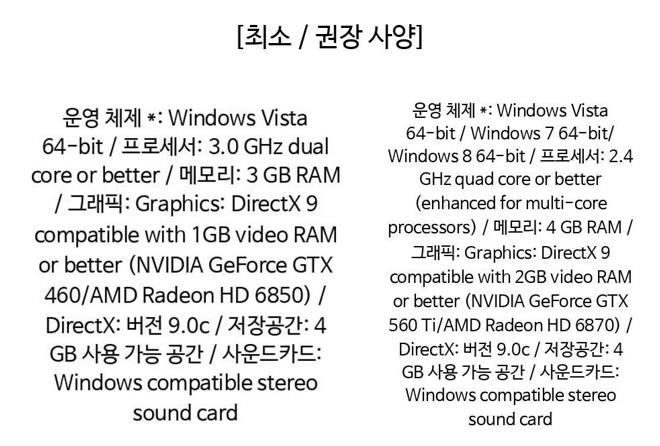 [최소 / 권장 사양]
운영 체제 *: Windows Vista
64-bit / 프로세서: 3.0 GHz dual
core or better / 메모리: 3 GB RAM
/ 그래픽: Graphics: DirectX 9
compatible with 1GB video RAM
or better (NVIDIA GeForce GTX
460/AMD Radeon HD 6850) /
DirectX: 버전 9.0c / 저장공간: 4
GB 사용 가능 공간 / 사운드카드:
Windows compatible stereo
sound card
운영 체제 *: Windows Vista
64-bit / Windows 7 64-bit/
Windows 8 64-bit / 프로세서: 2.4
GHz quad core or better
(enhanced for multi-core
processors) / 메모리: 4 GB RAM /
그래픽: Graphics: DirectX 9
compatible with 2GB video RAM
or better (NVIDIA GeForce GTX
560 Ti/AMD Radeon HD 6870) /
DirectX: 버전 9.0c / 저장공간: 4
GB 사용 가능 공간 / 사운드카드:
Windows compatible stereo
sound card